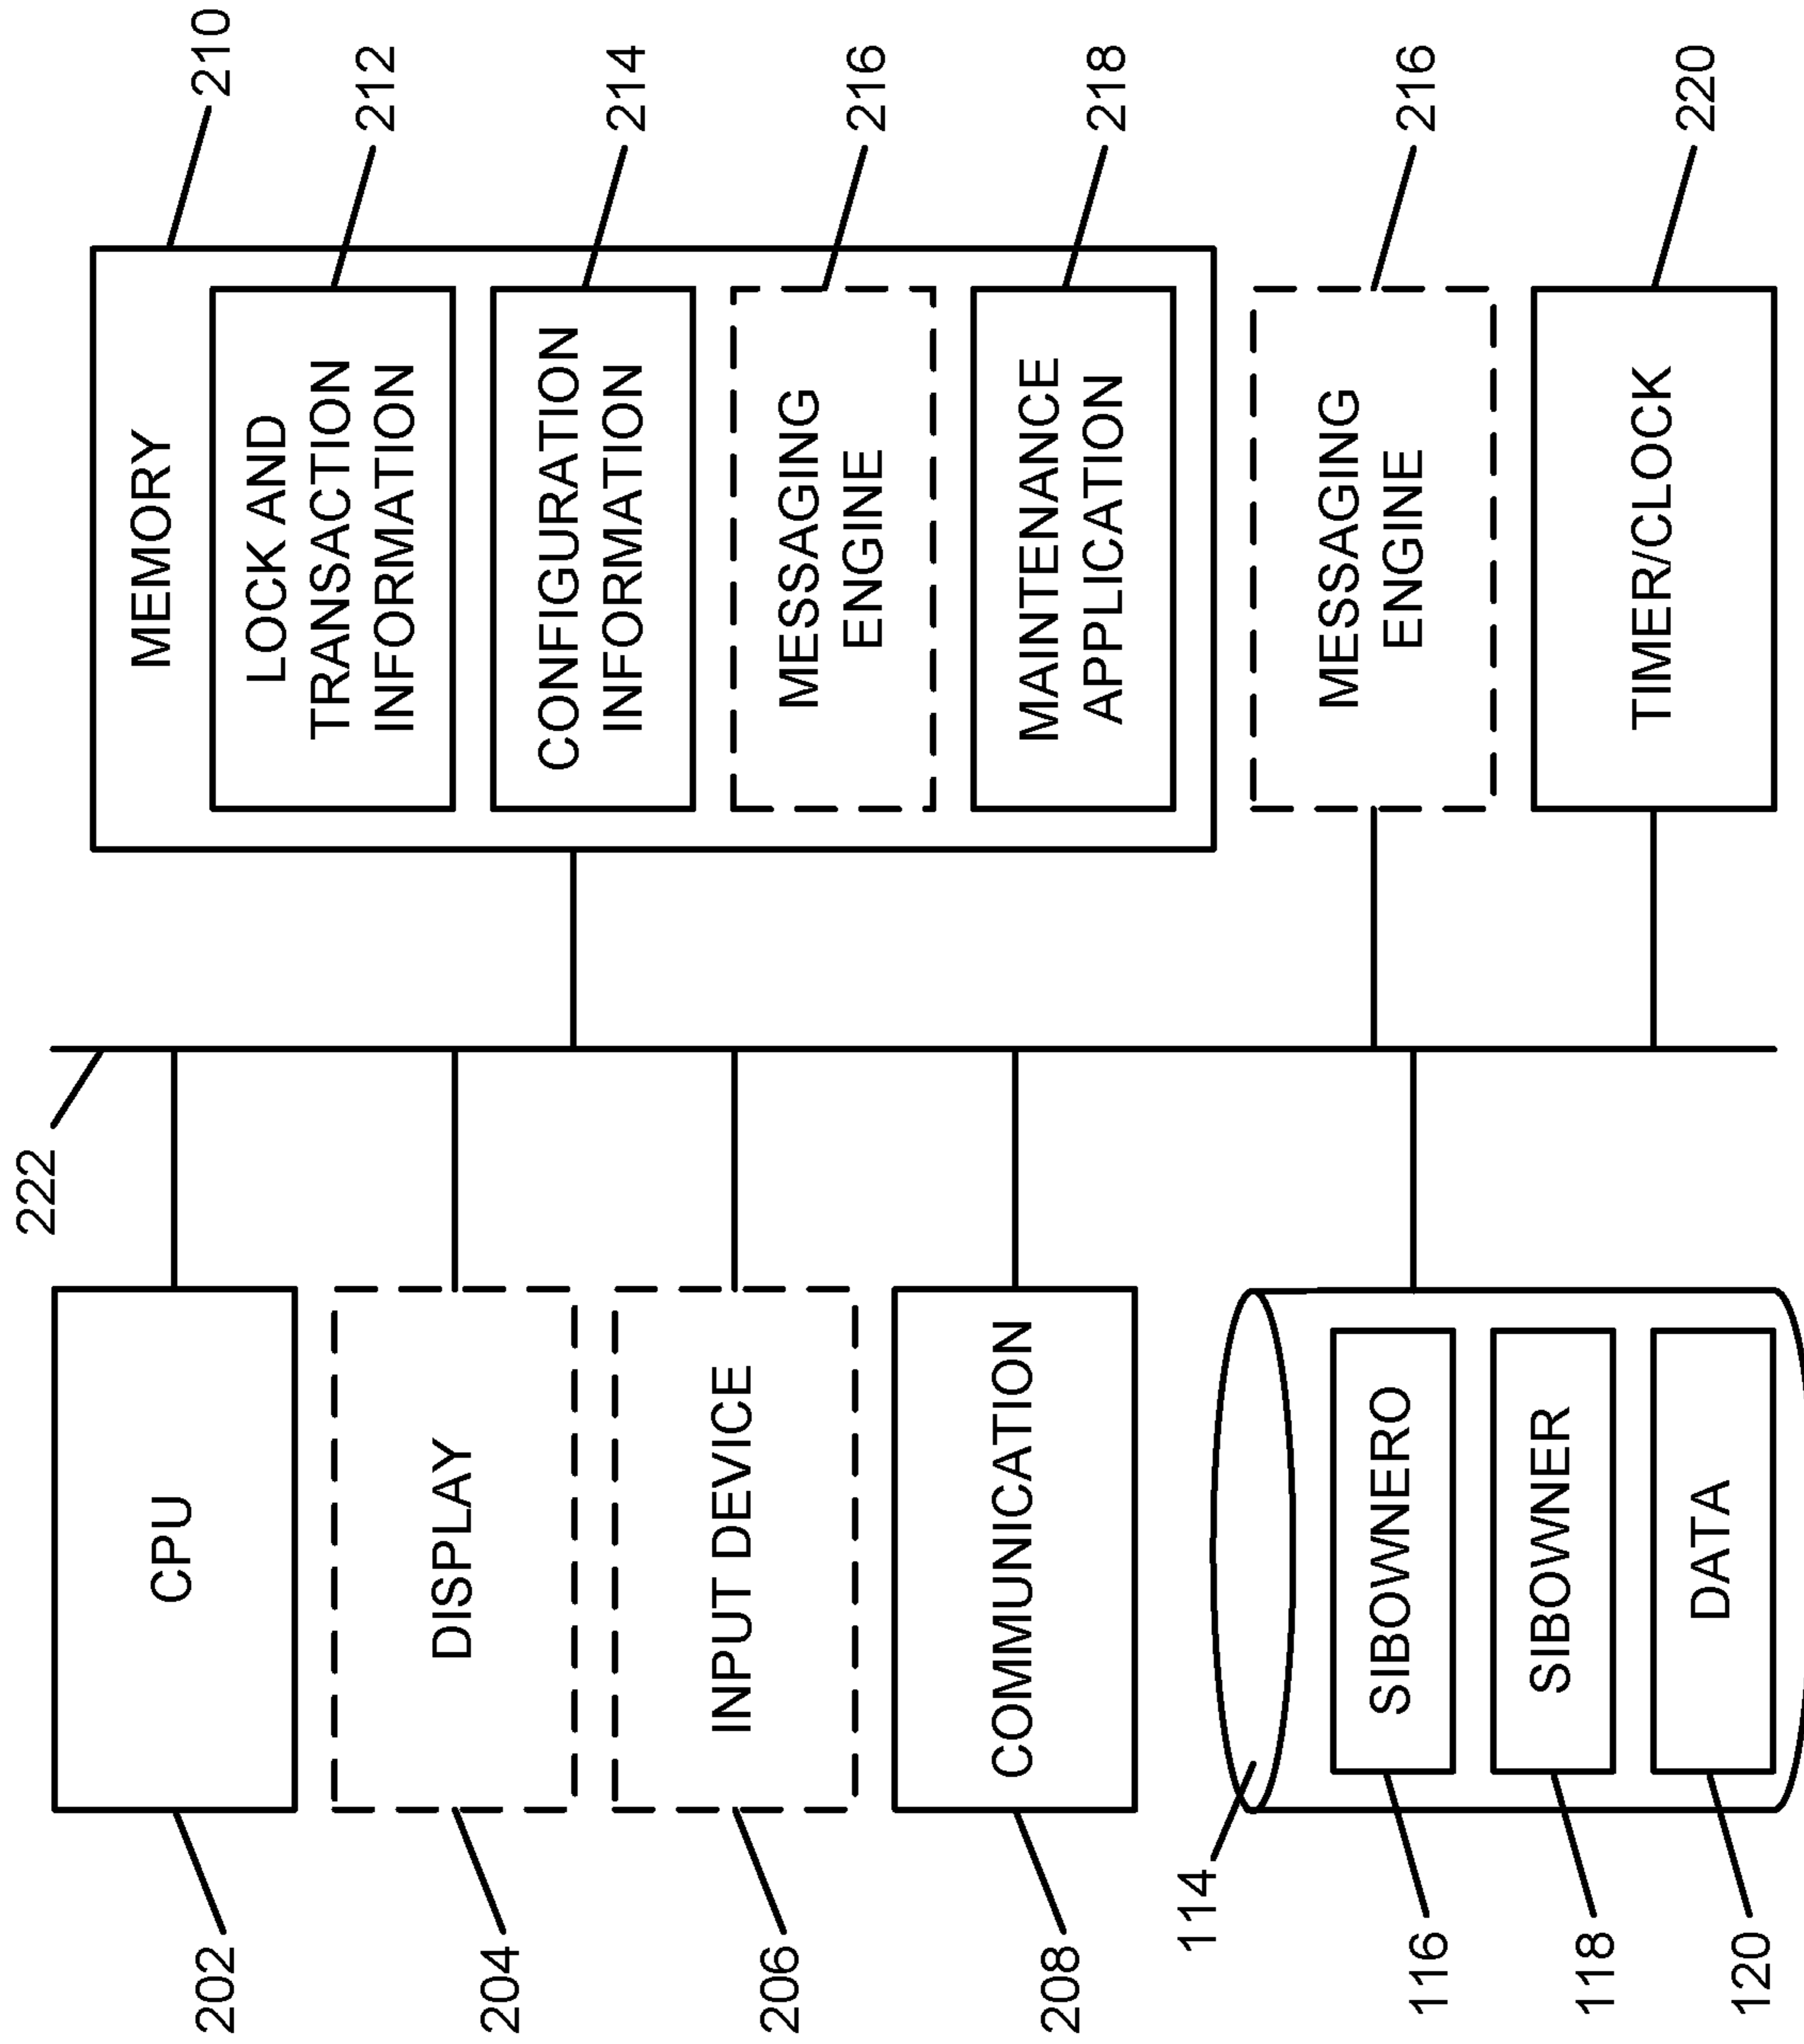 222
202
CPU
204
DISPLAY
206
INPUT DEVICE
208
COMMUNICATION
114
116
SIBOWNERO
118
SIBOWNER
120
DATA
MEMORY
210
LOCK AND
TRANSACTION
INFORMATION
212
CONFIGURATION
INFORMATION
214
MESSAGING
ENGINE
216
MAINTENANCE
APPLICATION
218
MESSAGING
ENGINE
216
TIMER/CLOCK
220